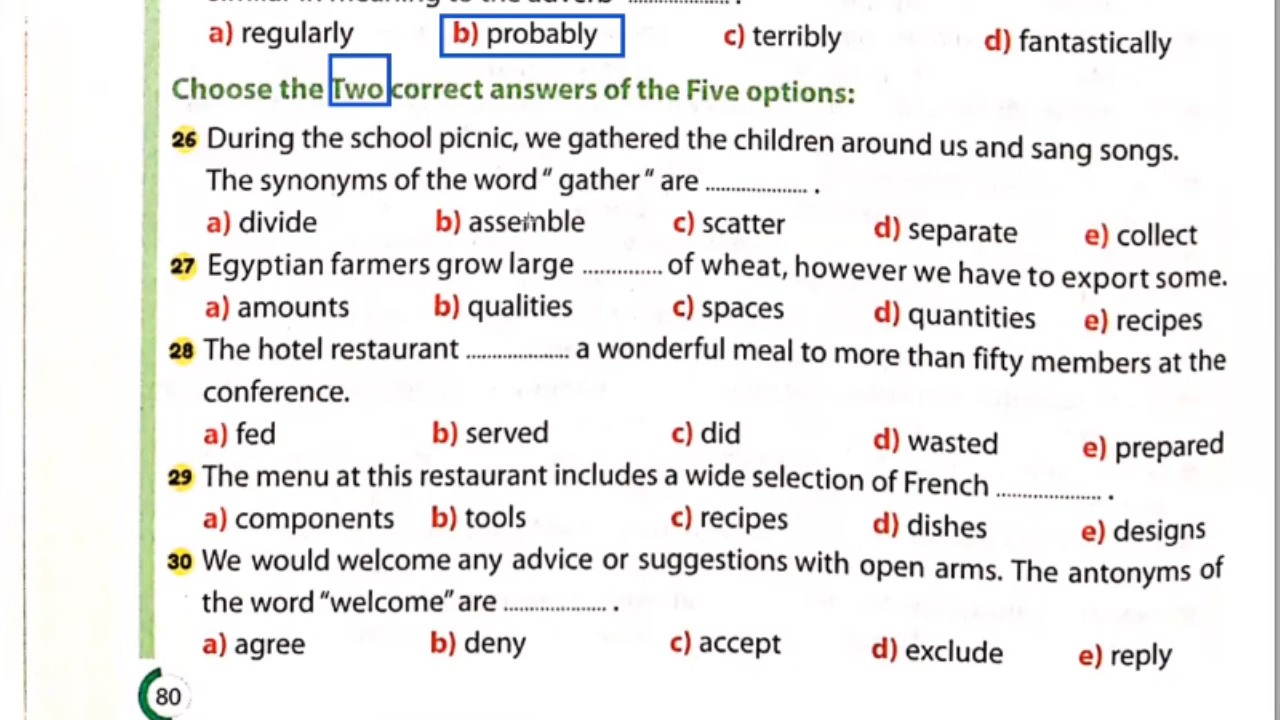 similar in meaning to the adverb .................... .
a) regularly b) probably c) terribly d) fantastically
Choose the Two correct answers of the Five options:
26 During the school picnic, we gathered the children around us and sang songs.
The synonyms of the word " gather " are .................... .
a) divide b) assemble c) scatter d) separate e) collect
27 Egyptian farmers grow large .............. of wheat, however we have to export some.
a) amounts b) qualities c) spaces d) quantities e) recipes
28 The hotel restaurant .................... a wonderful meal to more than fifty members at the
conference.
a) fed b) served c) did d) wasted e) prepared
29 The menu at this restaurant includes a wide selection of French .................... .
a) components b) tools c) recipes d) dishes e) designs
30 We would welcome any advice or suggestions with open arms. The antonyms of
the word "welcome" are .................... .
a) agree b) deny c) accept d) exclude e) reply
80